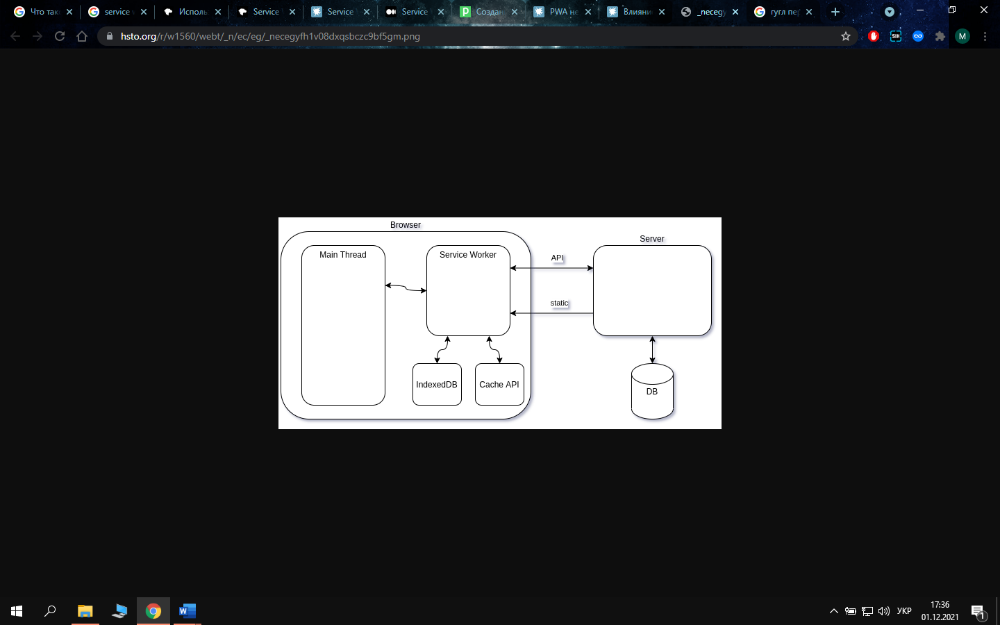 Что так
service w
Исполь
Service
Service
Service
Создан
PWA не
Влияни
_necegy
гугл пер
hsto.org/r/w1560/webt/_n/ec/eg/_necegyfh1v08dxqsbczc9bf5gm.png
M
Browser
Server
Main Thread
Service Worker
API
static
IndexedDB
Cache API
DB
УКР
17:36
01.12.2021
1